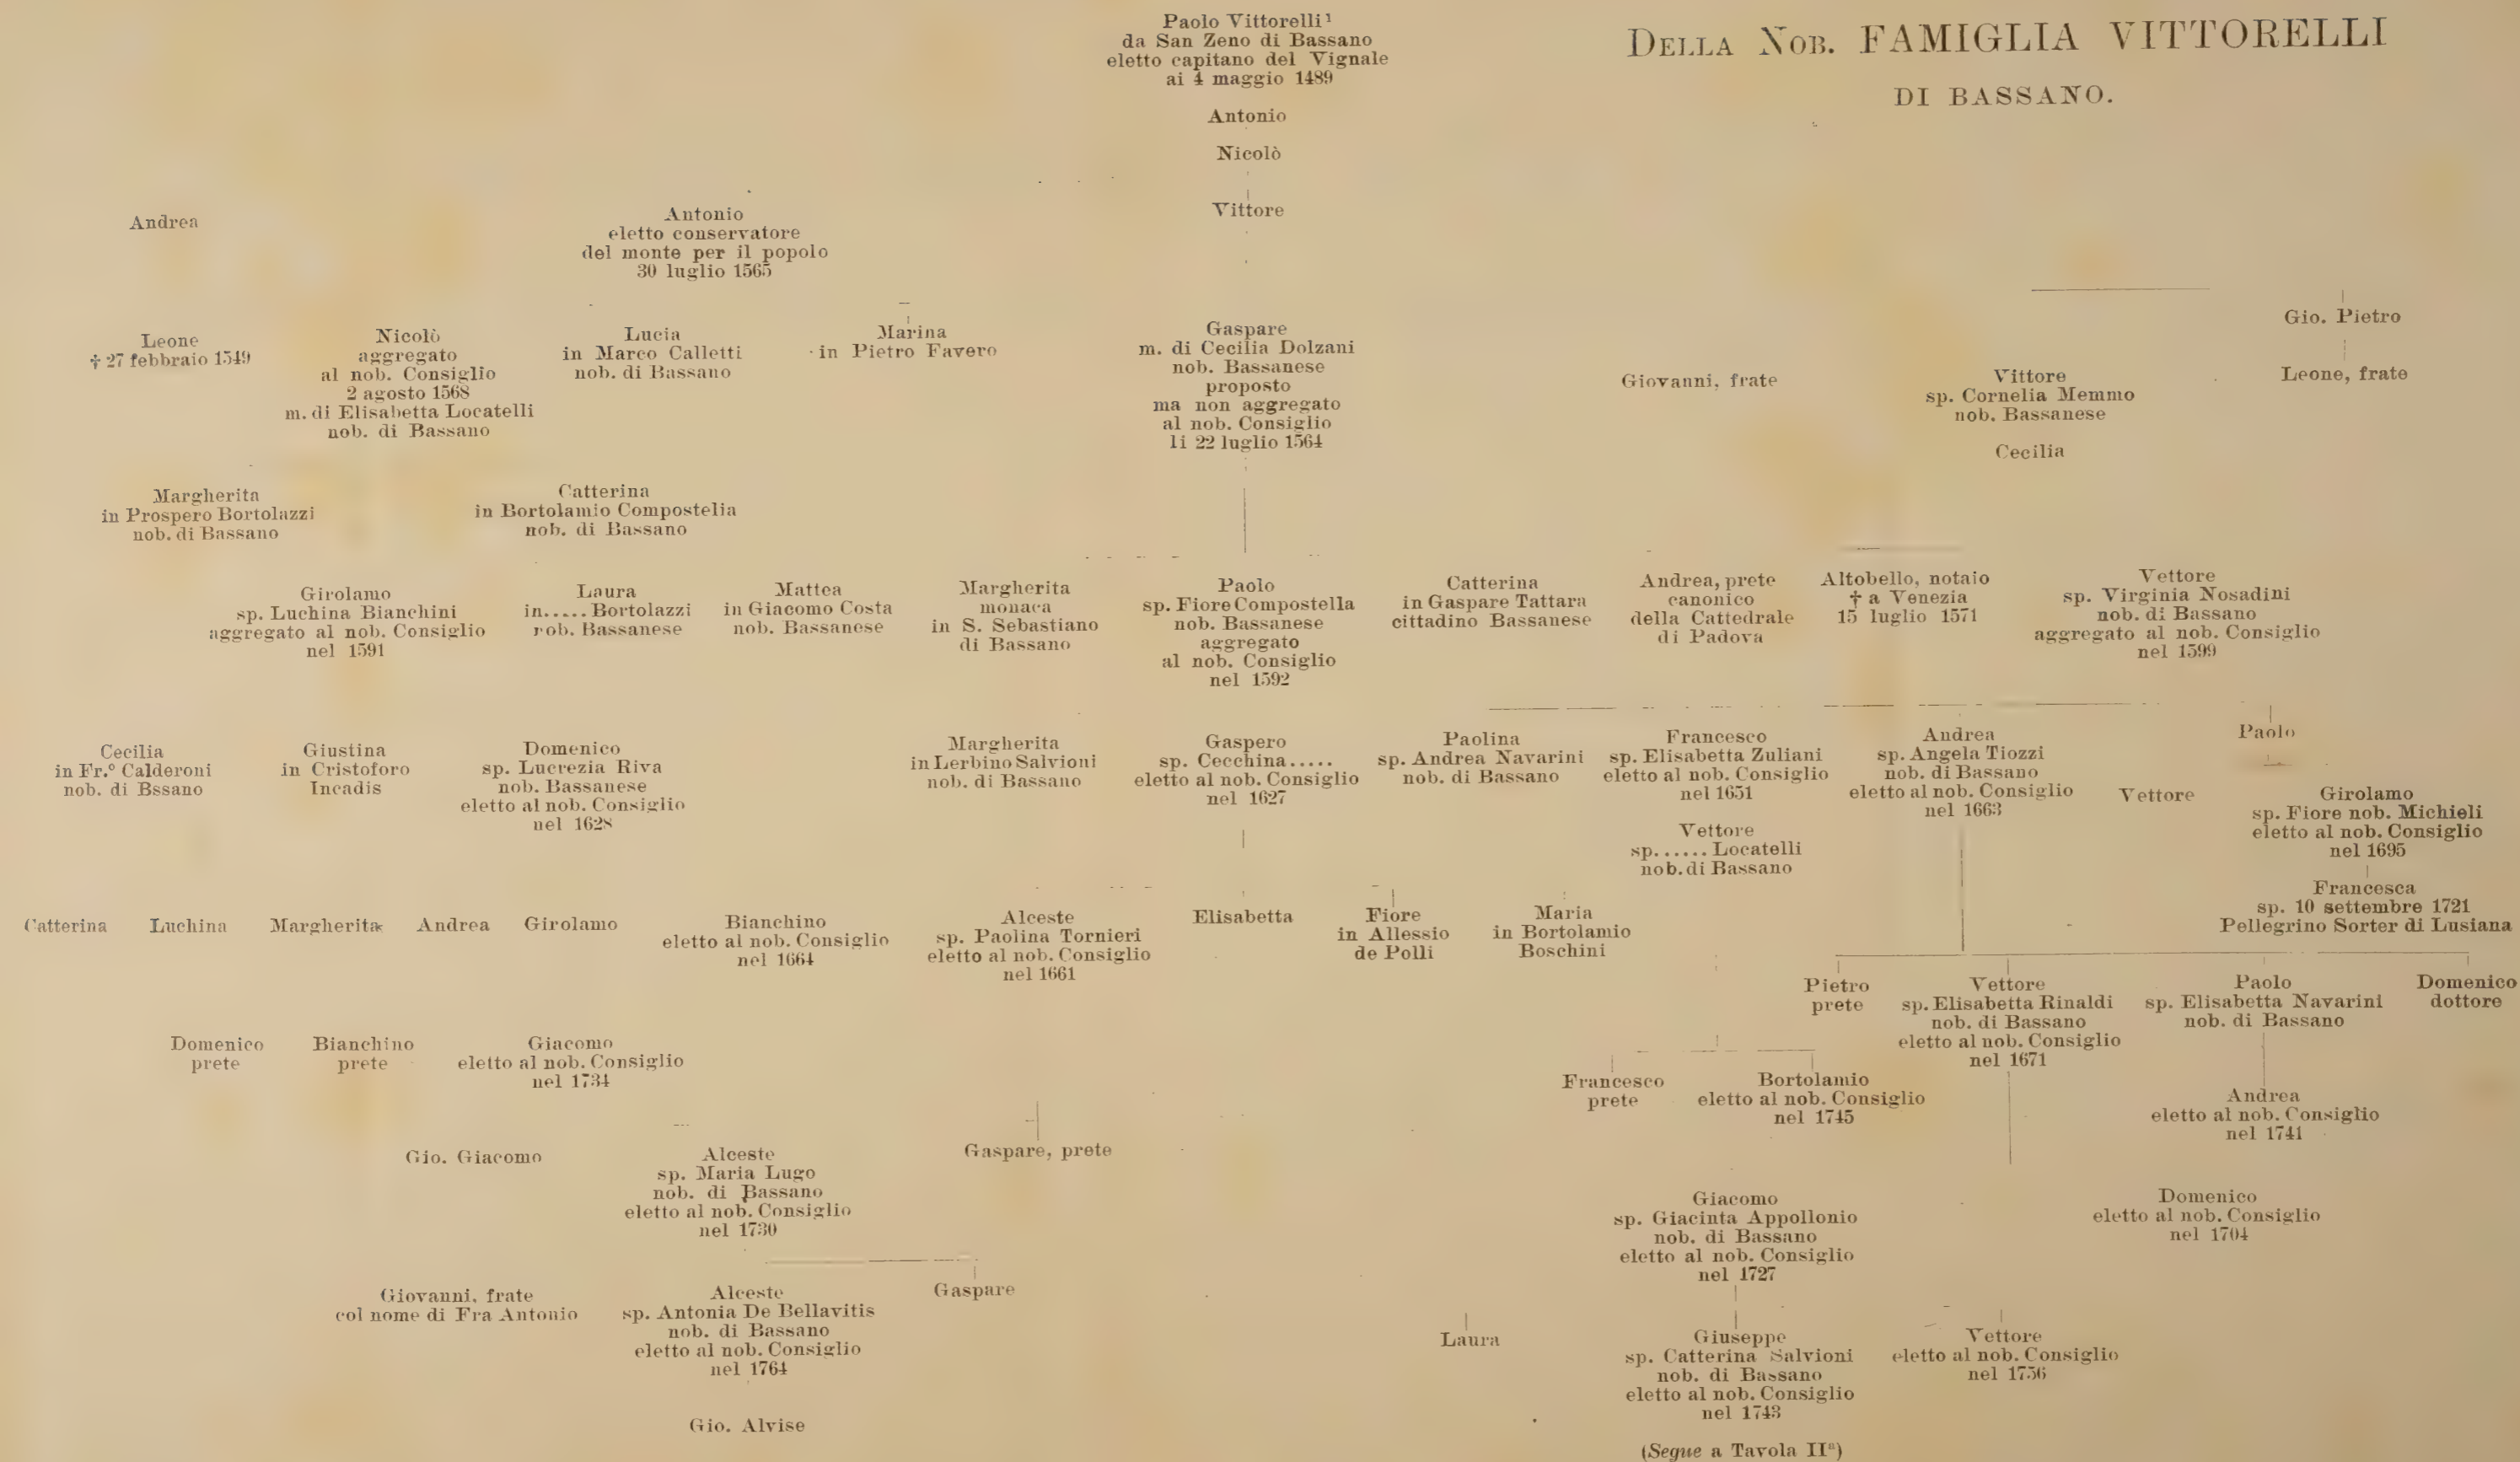 Paolo Vittorelli¹
da San Zeno di Bassano
eletto capitano del Vignale
ai 4 maggio 1489
DELLA NOB. FAMIGLIA VITTORELLI
DI BASSANO.
Antonio
Nicolò
Vittore
Andrea
Antonio
eletto conservatore
del monte per il popolo
30 luglio 1565
Gio. Pietro
Leone
† 27 febbraio 1549
Nicolò
aggregato
al nob. Consiglio
2 agosto 1568
m. di Elisabetta Locatelli
nob. di Bassano
Lucia
in Marco Calletti
nob. di Bassano
Marina
in Pietro Favero
Gaspare
m. di Cecilia Dolzani
nob. Bassanese
proposto
ma non aggregato
al nob. Consiglio
li 22 luglio 1564
Giovanni, frate
Vittore
sp. Cornelia Memmo
nob. Bassanese
Leone, frate
Cecilia
Margherita
in Prospero Bortolazzi
nob. di Bassano
Catterina
in Bortolamio Compostelia
nob. di Bassano
Girolamo
sp. Luchina Bianchini
aggregato al nob. Consiglio
nel 1591
Laura
in..... Bortolazzi
rob. Bassanese
Mattea
in Giacomo Costa
nob. Bassanese
Margherita
monaca
in S. Sebastiano
di Bassano
Paolo
sp. Fiore Compostella
nob. Bassanese
aggregato
al nob. Consiglio
nel 1592
Catterina
in Gaspare Tattara
cittadino Bassanese
Andrea, prete
canonico
della Cattedrale
di Padova
Altobello, notaio
† a Venezia
15 luglio 1571
Vettore
sp. Virginia Nosadini
nob. di Bassano
aggregato al nob. Consiglio
nel 1599
Cecilia
in Fr.º Calderoni
nob. di Bssano
Giustina
in Cristoforo
Incadis
Domenico
sp. Lucrezia Riva
nob. Bassanese
eletto al nob. Consiglio
nel 1628
Margherita
in Lerbino Salvioni
nob. di Bassano
Gaspero
sp. Cecchina.....
eletto al nob. Consiglio
nel 1627
Paolina
sp. Andrea Navarini
nob. di Bassano
Francesco
sp. Elisabetta Zuliani
eletto al nob. Consiglio
nel 1651
Andrea
sp. Angela Tiozzi
nob. di Bassano
eletto al nob. Consiglio
nel 1663
Paolo
Vettore
Girolamo
sp. Fiore nob. Michieli
eletto al nob. Consiglio
nel 1695
Vettore
sp...... Locatelli
nob. di Bassano
Francesca
sp. 10 settembre 1721
Pellegrino Sorter di Lusiana
Catterina
Luchina
Margherita
Andrea
Girolamo
Bianchino
eletto al nob. Consiglio
nel 1664
Alceste
sp. Paolina Tornieri
eletto al nob. Consiglio
nel 1661
Elisabetta
Fiore
in Allessio
de Polli
Maria
in Bortolamio
Boschini
Pietro
prete
Vettore
sp. Elisabetta Rinaldi
nob. di Bassano
eletto al nob. Consiglio
nel 1671
Paolo
sp. Elisabetta Navarini
nob. di Bassano
Domenico
dottore
Domenico
prete
Bianchino
prete
Giacomo
eletto al nob. Consiglio
nel 1734
Francesco
prete
Bortolamio
eletto al nob. Consiglio
nel 1745
Andrea
eletto al nob. Consiglio
nel 1741
Gio. Giacomo
Alceste
sp. Maria Lugo
nob. di Bassano
eletto al nob. Consiglio
nel 1730
Gaspare, prete
Giacomo
sp. Giacinta Appollonio
nob. di Bassano
eletto al nob. Consiglio
nel 1727
Domenico
eletto al nob. Consiglio
nel 1704
Giovanni, frate
col nome di Fra Antonio
Alceste
sp. Antonia De Bellavitis
nob. di Bassano
eletto al nob. Consiglio
nel 1764
Gaspare
Laura
Giuseppe
sp. Catterina Salvioni
nob. di Bassano
eletto al nob. Consiglio
nel 1743
Vettore
eletto al nob. Consiglio
nel 1756
Gio. Alvise
(Segue a Tavola IIª)